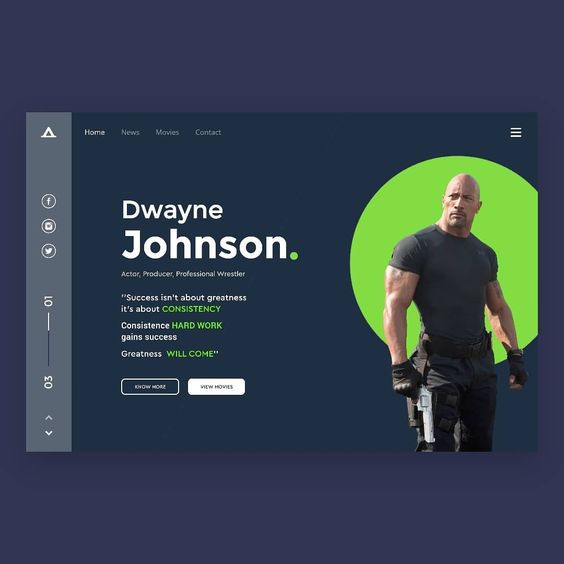 Home News Movies Contact
01
03
Dwayne
Johnson.
Actor, Producer, Professional Wrestler
"Success isn't about greatness
it's about CONSISTENCY
Consistence HARD WORK
gains success
Greatness WILL COME"
KNOW MORE VIEW MOVIES